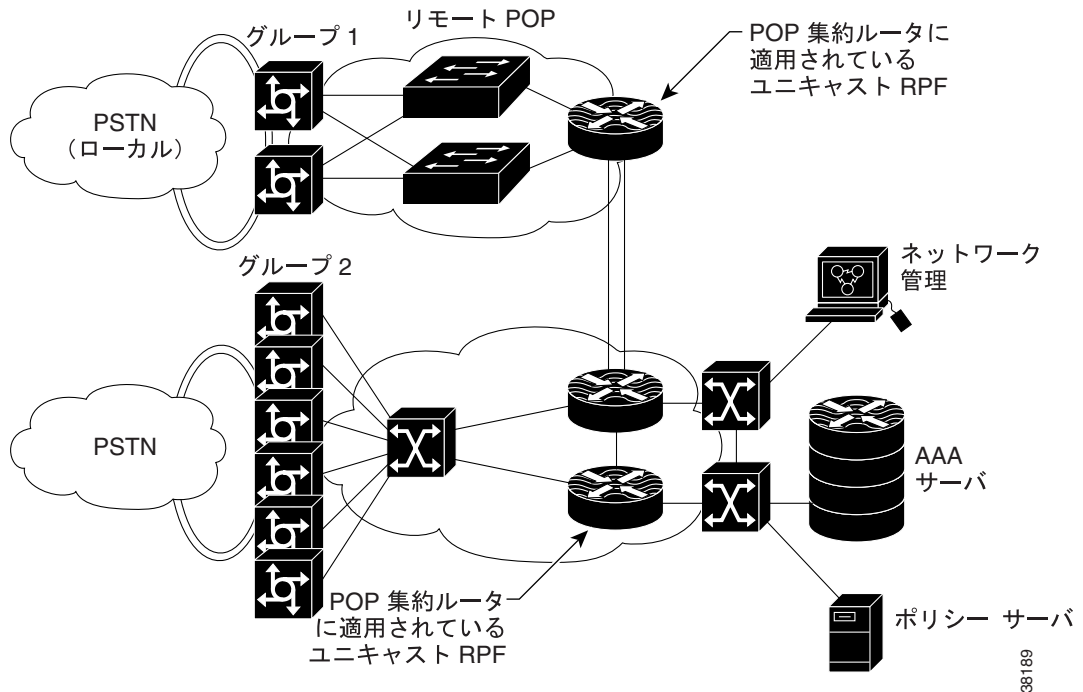 リモート POP
グループ 1
POP 集約ルータに
適用されている
ユニキャスト RPF
PSTN
（ローカル）
グループ 2
ネットワーク
管理
PSTN
AAA
サーバ
POP 集約ルータ
に適用されている
ユニキャスト RPF
ポリシー サーバ
38189